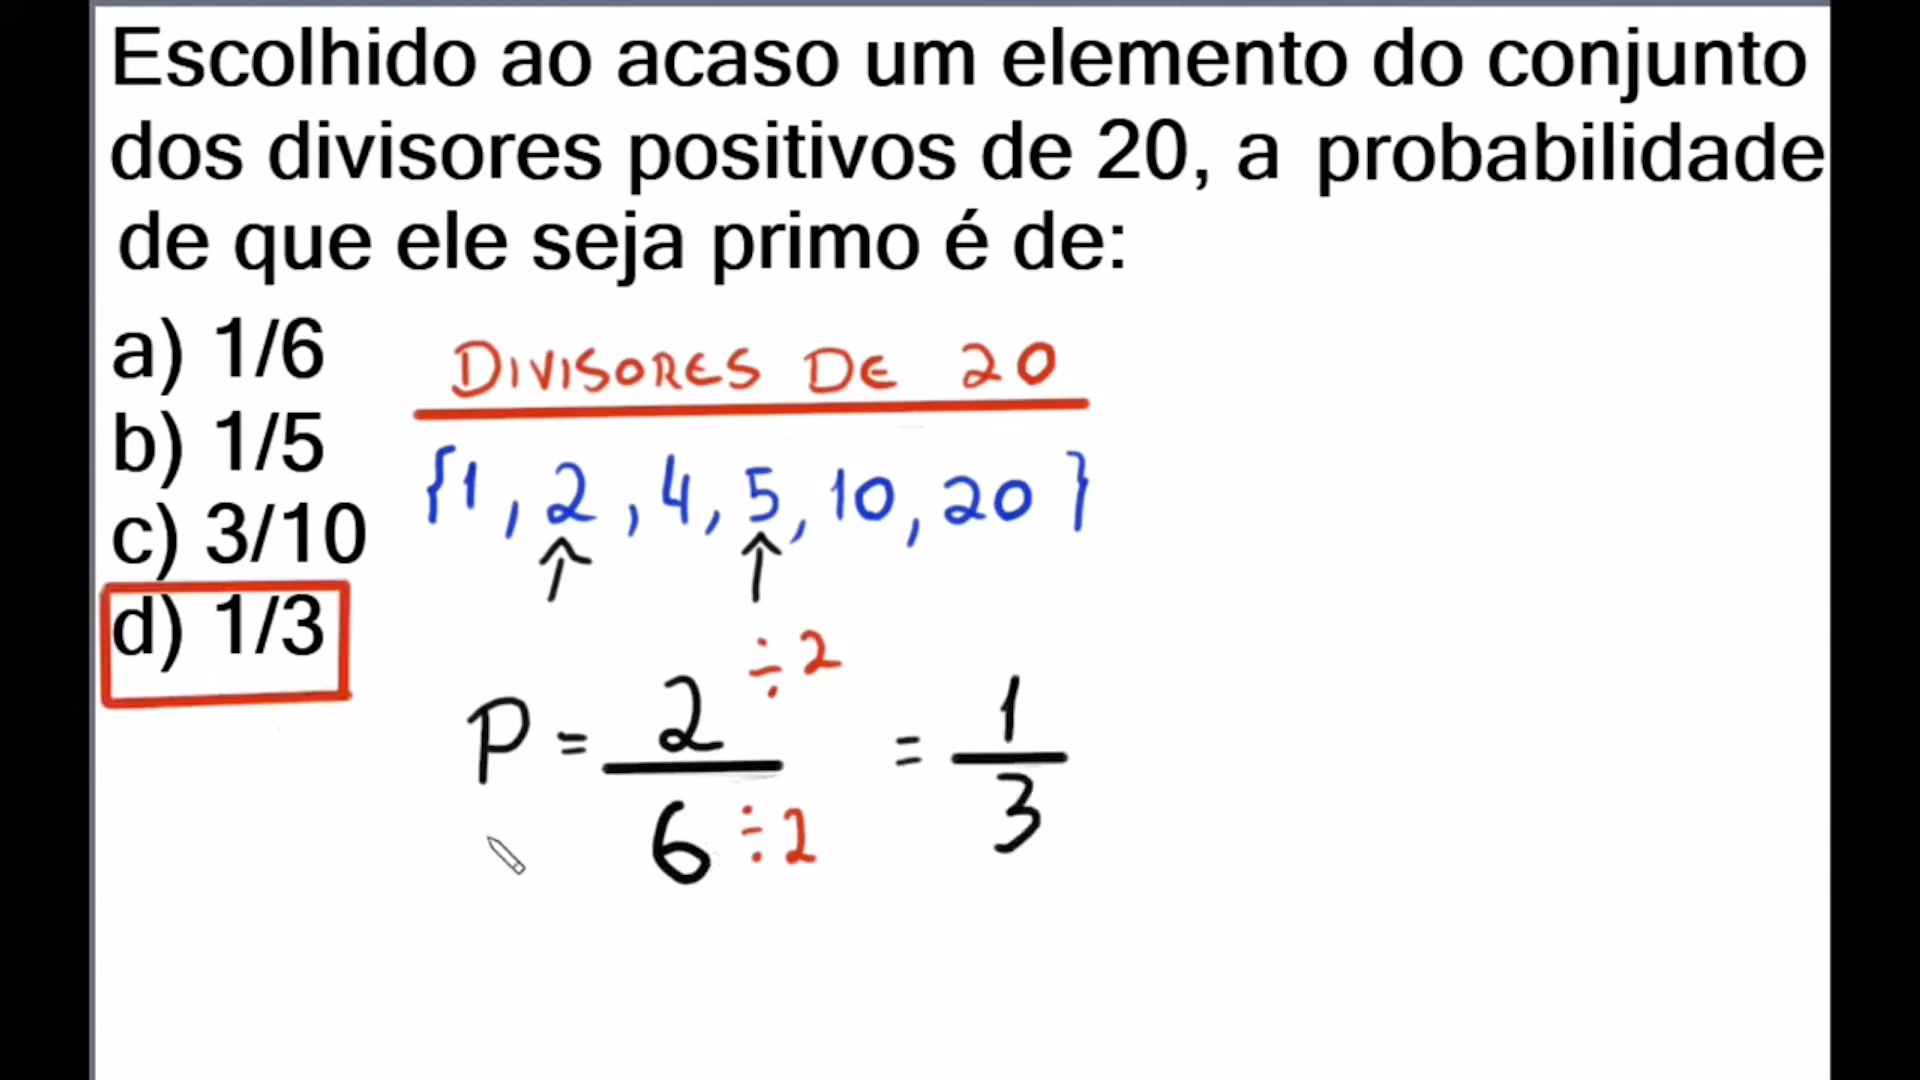 Escolhido ao acaso um elemento do conjunto
dos divisores positivos de 20, a probabilidade
de que ele seja primo é de:
a) 1/6
b) 1/5
c) 3/10
d) 1/3
DIVISORES DE 20
{1, 2, 4, 5, 10, 20}
P = 2 ÷2 / 6 ÷2 = 1 / 3